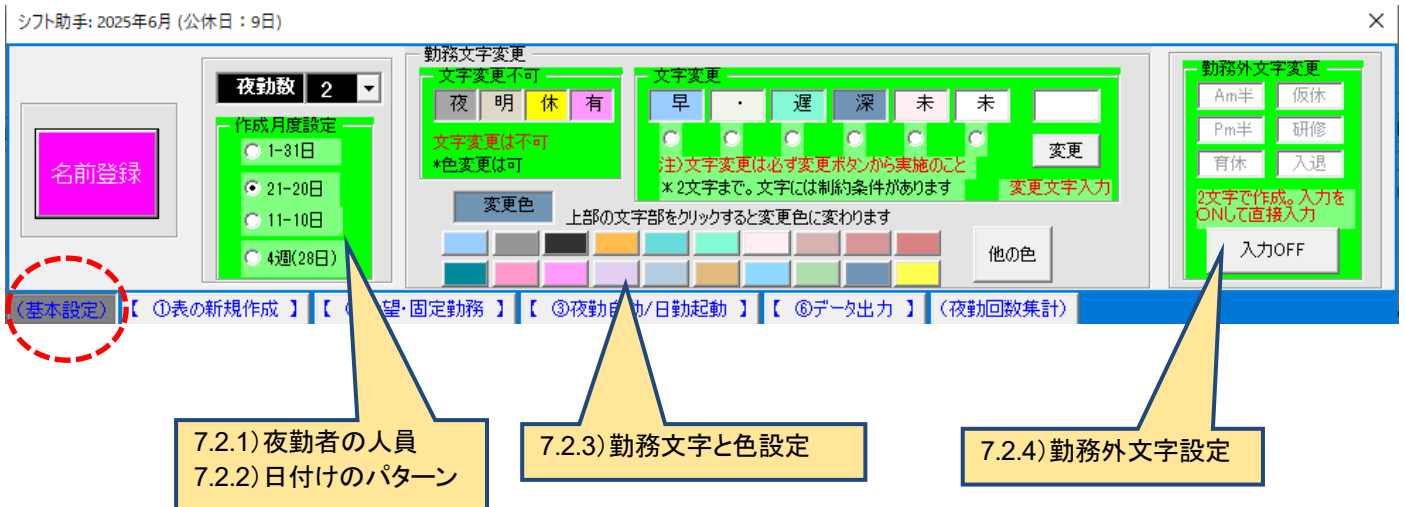 シフト助手: 2025年6月 (公休日：9日)
名前登録
夜勤数 2
作成月度設定
1-31日
21-20日
11-10日
4週(28日)
勤務文字変更
文字変更不可
夜 明 休 有
文字変更は不可
*色変更は可
文字変更
早 ・ 遅 深 未 未
変更
注)文字変更は必ず変更ボタンから実施のこと
＊2文字まで。文字には制約条件があります
変更文字入力
変更色
上部の文字部をクリックすると変更色に変わります
他の色
勤務外文字変更
Am半 仮休
Pm半 研修
育休 入退
2文字で作成。入力を
ONして直接入力
入力OFF
(基本設定) 【 ①表の新規作成 】 【 望・固定勤務 】 【 ③夜勤自動/日勤起動 】 【 ⑥データ出力 】 (夜勤回数集計)
7.2.1)夜勤者の人員
7.2.2)日付けのパターン
7.2.3)勤務文字と色設定
7.2.4)勤務外文字設定